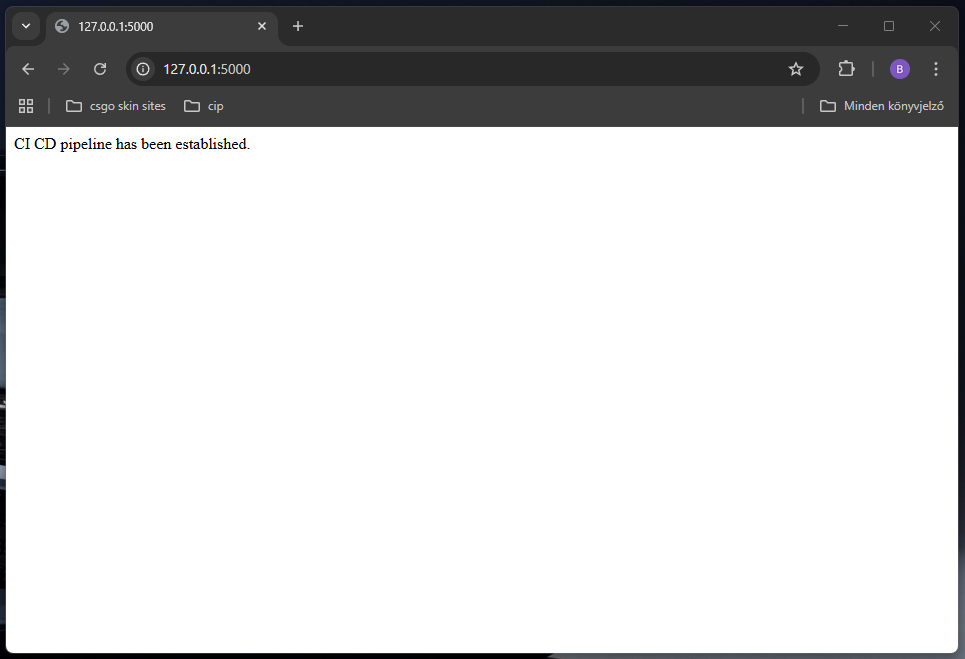 127.0.0.1:5000
127.0.0.1:5000
B
csgo skin sites
cip
Minden könyvjelző
CI CD pipeline has been established.